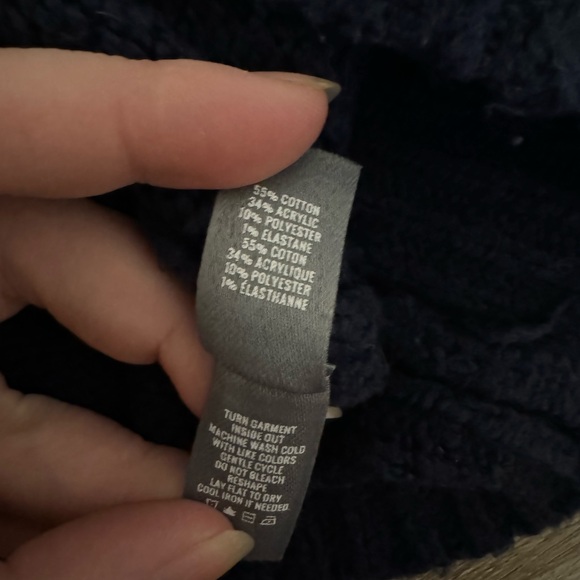 55% COTTON
34% ACRYLIC
10% POLYESTER
1% ELASTANE
55% COTON
34% ACRYLIQUE
10% POLYESTER
1% ÉLASTHANNE
TURN GARMENT
INSIDE OUT
MACHINE WASH COLD
WITH LIKE COLORS
GENTLE CYCLE
DO NOT BLEACH
RESHAPE
LAY FLAT TO DRY
COOL IRON IF NEEDED.